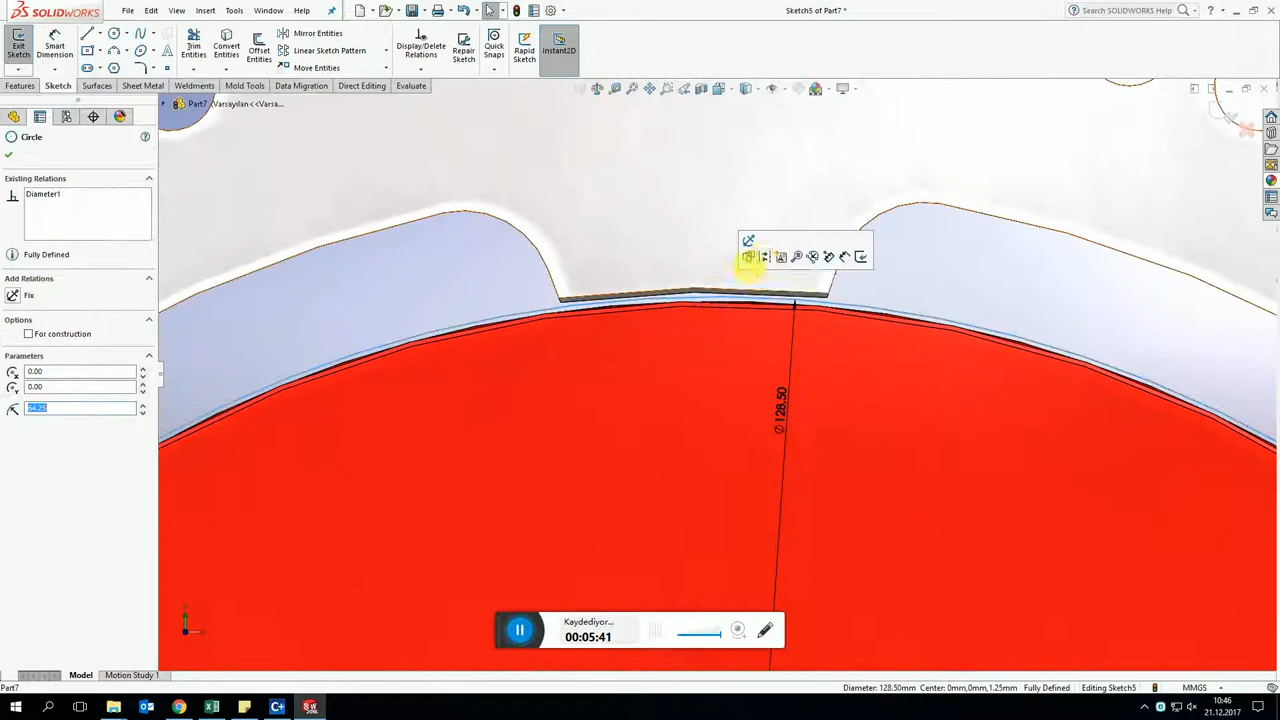 SOLIDWORKS
File Edit View Insert Tools Window Help
Sketch5 of Part7 *
Search SOLIDWORKS Help
Exit Sketch
Smart Dimension
Trim Entities
Convert Entities
Offset Entities
Mirror Entities
Linear Sketch Pattern
Move Entities
Display/Delete Relations
Repair Sketch
Quick Snaps
Rapid Sketch
Instant2D
Features Sketch Surfaces Sheet Metal Weldments Mold Tools Data Migration Direct Editing Evaluate
Part7 (Varsayılan<<Varsa...
Circle
Existing Relations
Diameter1
Fully Defined
Add Relations
Fix
Options
For construction
Parameters
0.00
0.00
64.25
Ø128.50
Kaydediyor...
00:05:41
Model Motion Study 1
Part7
Diameter: 128.50mm Center: 0mm,0mm,1.25mm Fully Defined Editing Sketch5 MMGS
10:46
21.12.2017